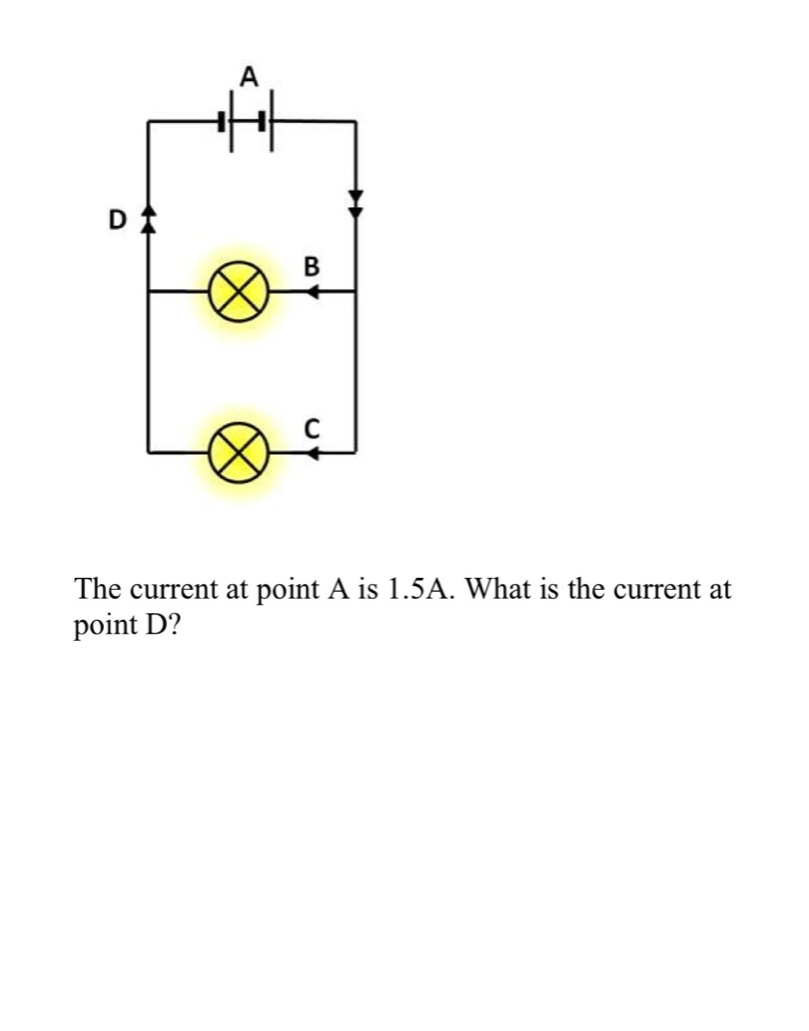 A
D
B
C
The current at point A is 1.5A. What is the current at
point D?